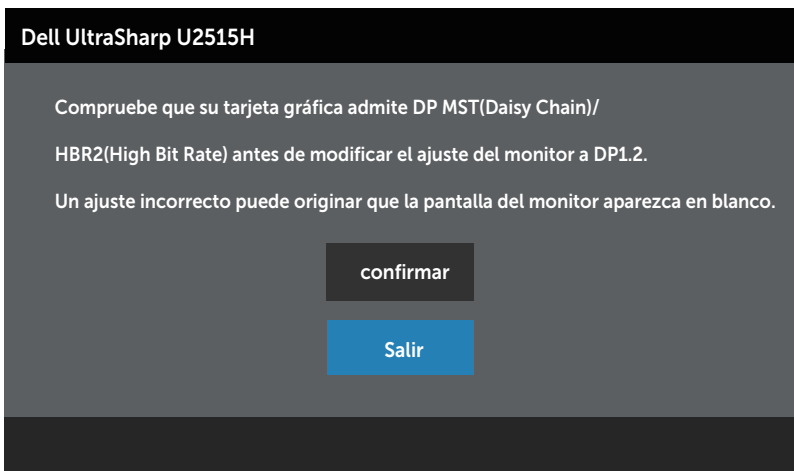 Dell UltraSharp U2515H
Compruebe que su tarjeta gráfica admite DP MST(Daisy Chain)/
HBR2(High Bit Rate) antes de modificar el ajuste del monitor a DP1.2.
Un ajuste incorrecto puede originar que la pantalla del monitor aparezca en blanco.
confirmar
Salir